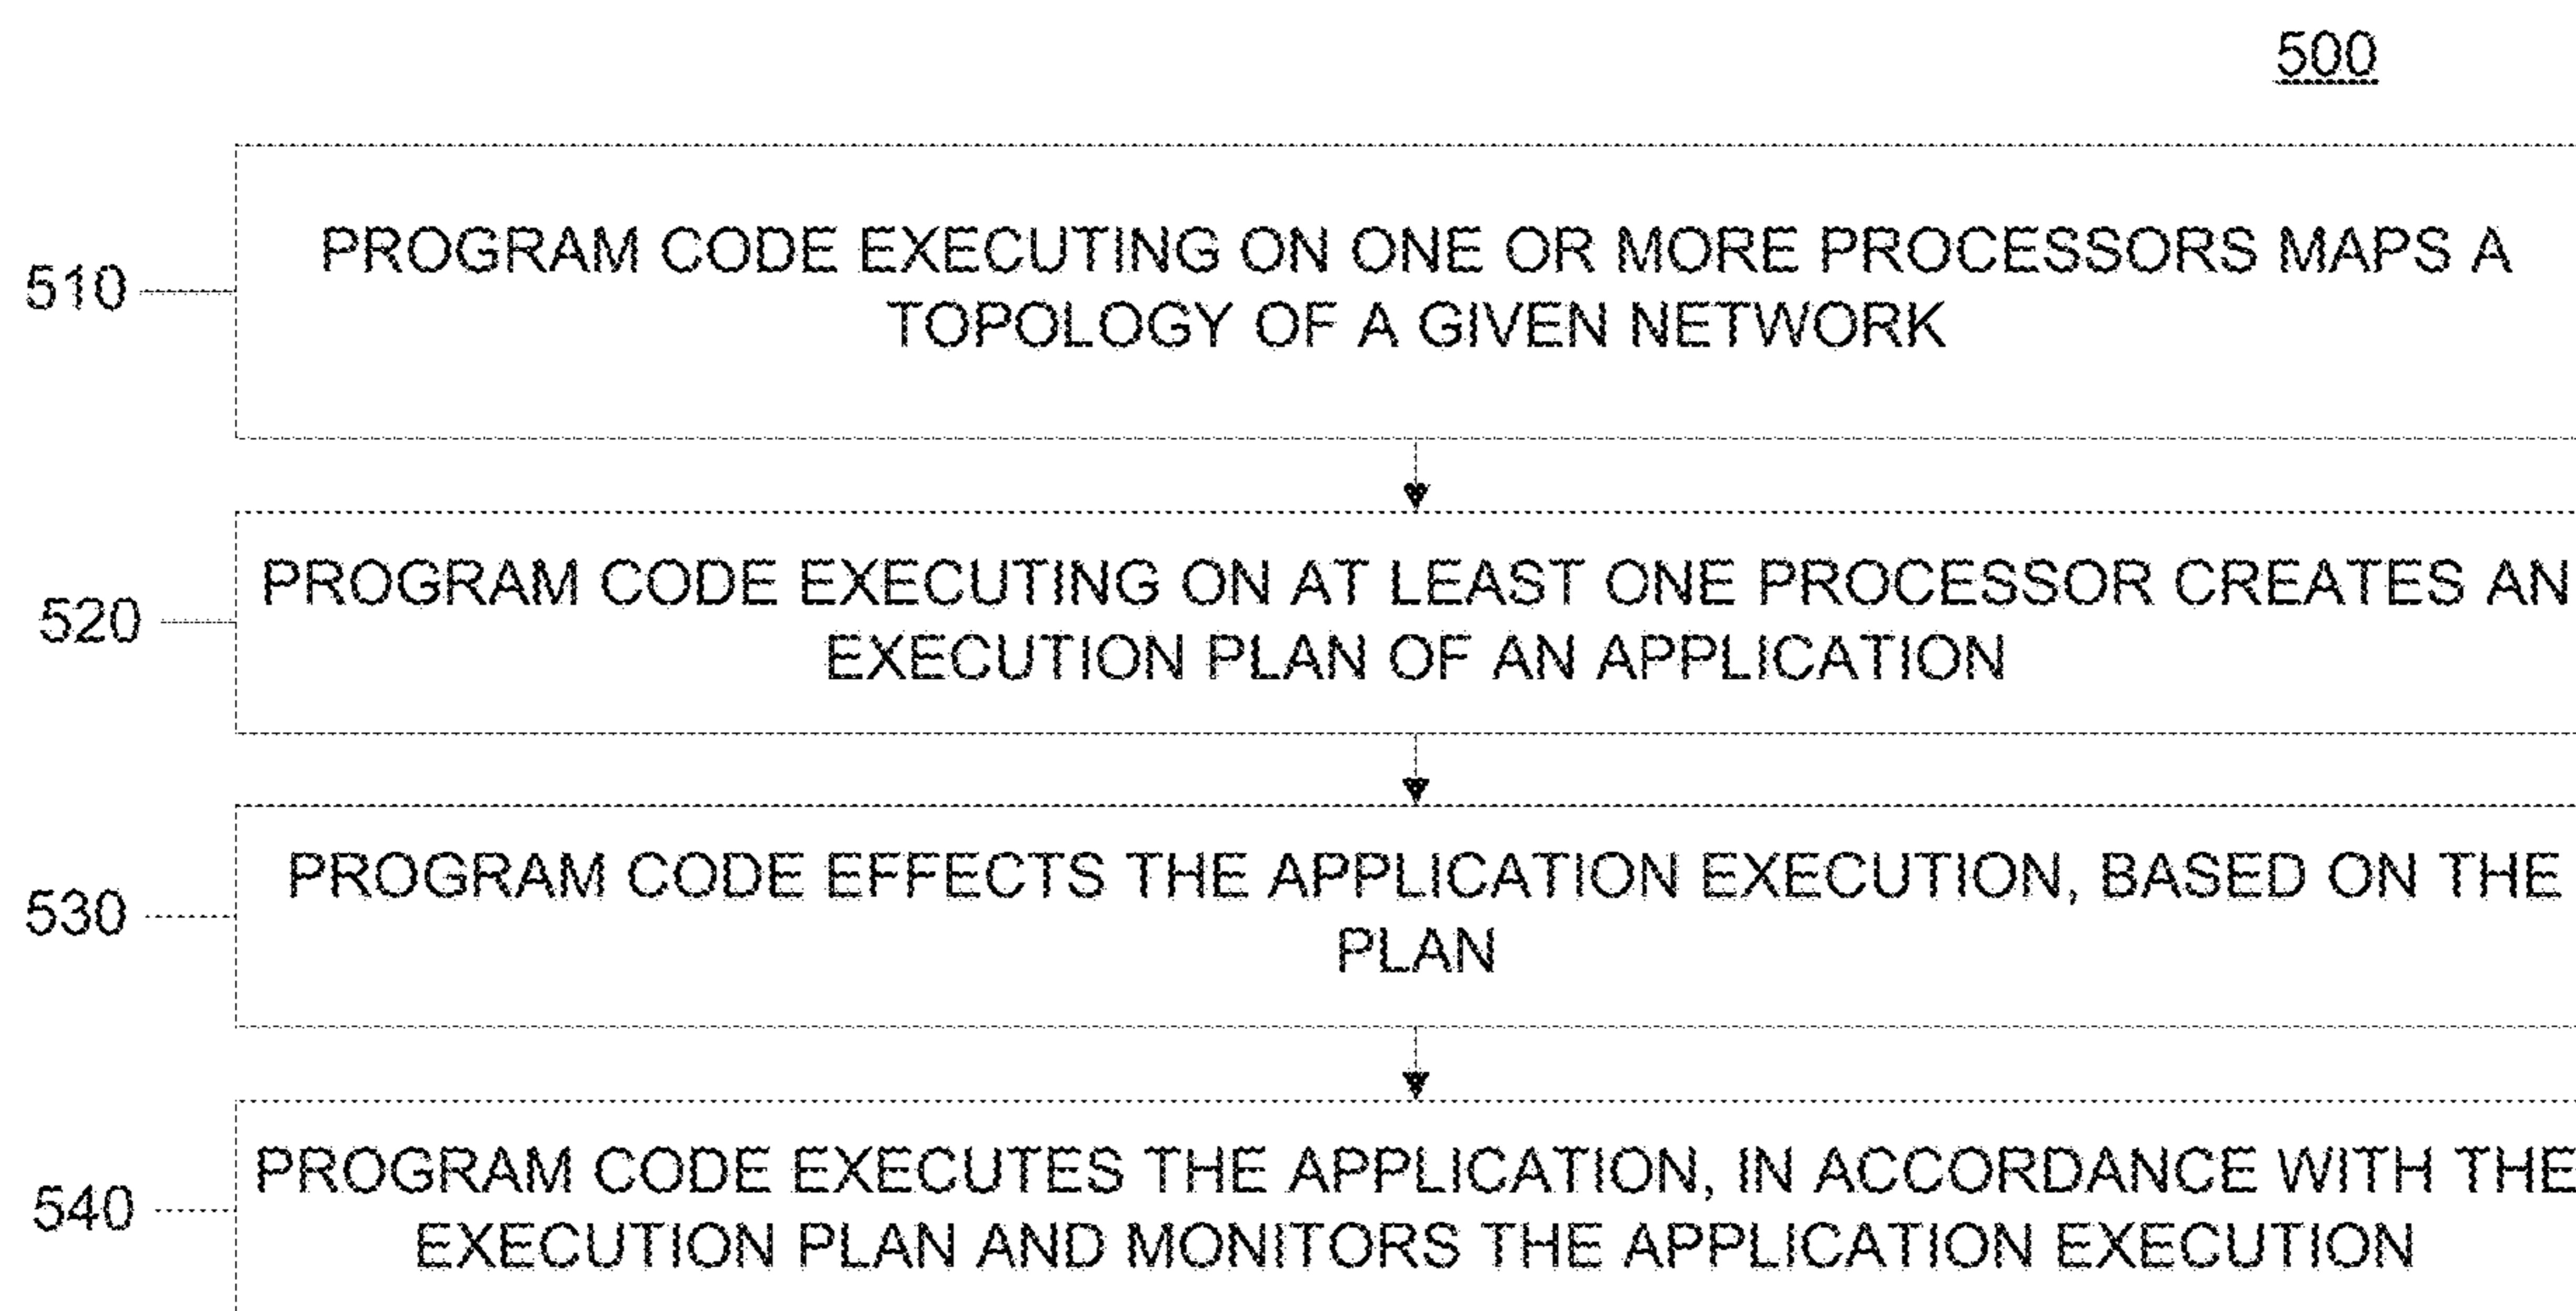 500
510
PROGRAM CODE EXECUTING ON ONE OR MORE PROCESSORS MAPS A
TOPOLOGY OF A GIVEN NETWORK
520
PROGRAM CODE EXECUTING ON AT LEAST ONE PROCESSOR CREATES AN
EXECUTION PLAN OF AN APPLICATION
530
PROGRAM CODE EFFECTS THE APPLICATION EXECUTION, BASED ON THE
PLAN
540
PROGRAM CODE EXECUTES THE APPLICATION, IN ACCORDANCE WITH THE
EXECUTION PLAN AND MONITORS THE APPLICATION EXECUTION